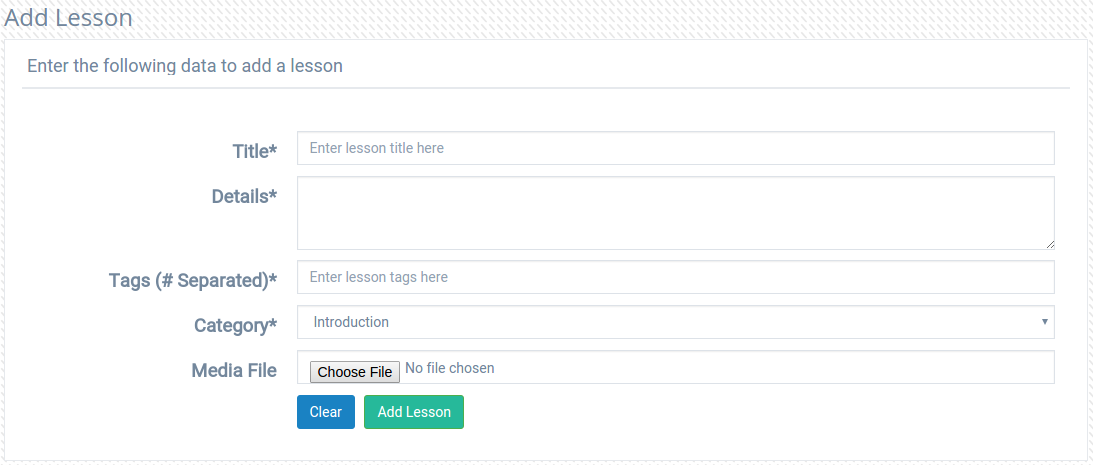 Add Lesson
Enter the following data to add a lesson
Title* Enter lesson title here
Details*
Tags (# Separated)* Enter lesson tags here
Category* Introduction
Media File Choose File No file chosen
Clear Add Lesson